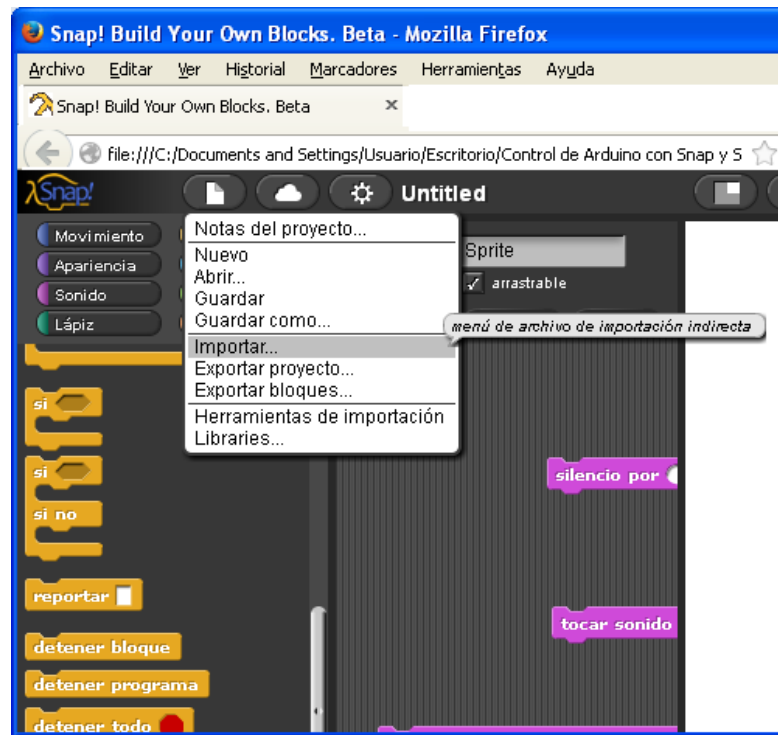 Snap! Build Your Own Blocks. Beta - Mozilla Firefox
Archivo Editar Ver Historial Marcadores Herramientas Ayuda
Snap! Build Your Own Blocks. Beta ×
file:///C:/Documents and Settings/Usuario/Escritorio/Control de Arduino con Snap y S
λSnap! Untitled
Movimiento
Apariencia
Sonido
Lápiz
Notas del proyecto...
Nuevo
Abrir...
Guardar
Guardar como...
Importar...
Exportar proyecto...
Exportar bloques...
Herramientas de importación
Libraries...
Sprite
arrastrable
menú de archivo de importación indirecta
si
si
si no
reportar
detener bloque
detener programa
detener todo
silencio por
tocar sonido